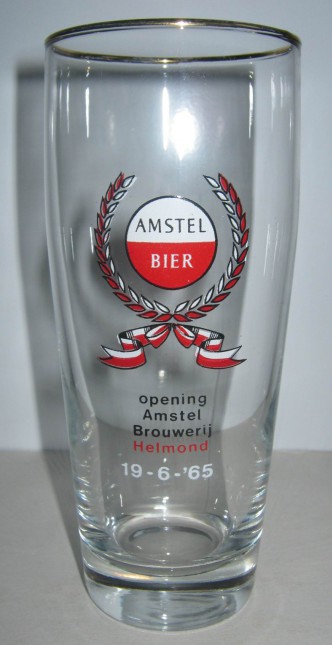 AMSTEL
BIER
opening
Amstel
Brouwerij
Helmond
19-6-'65